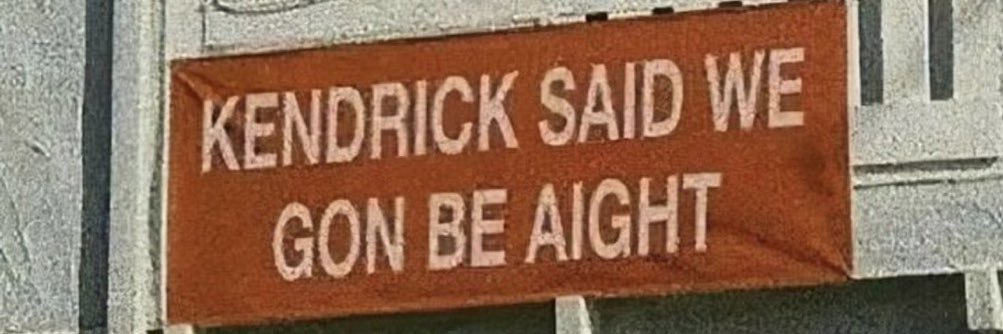 KENDRICK SAID WE
GON BE AIGHT